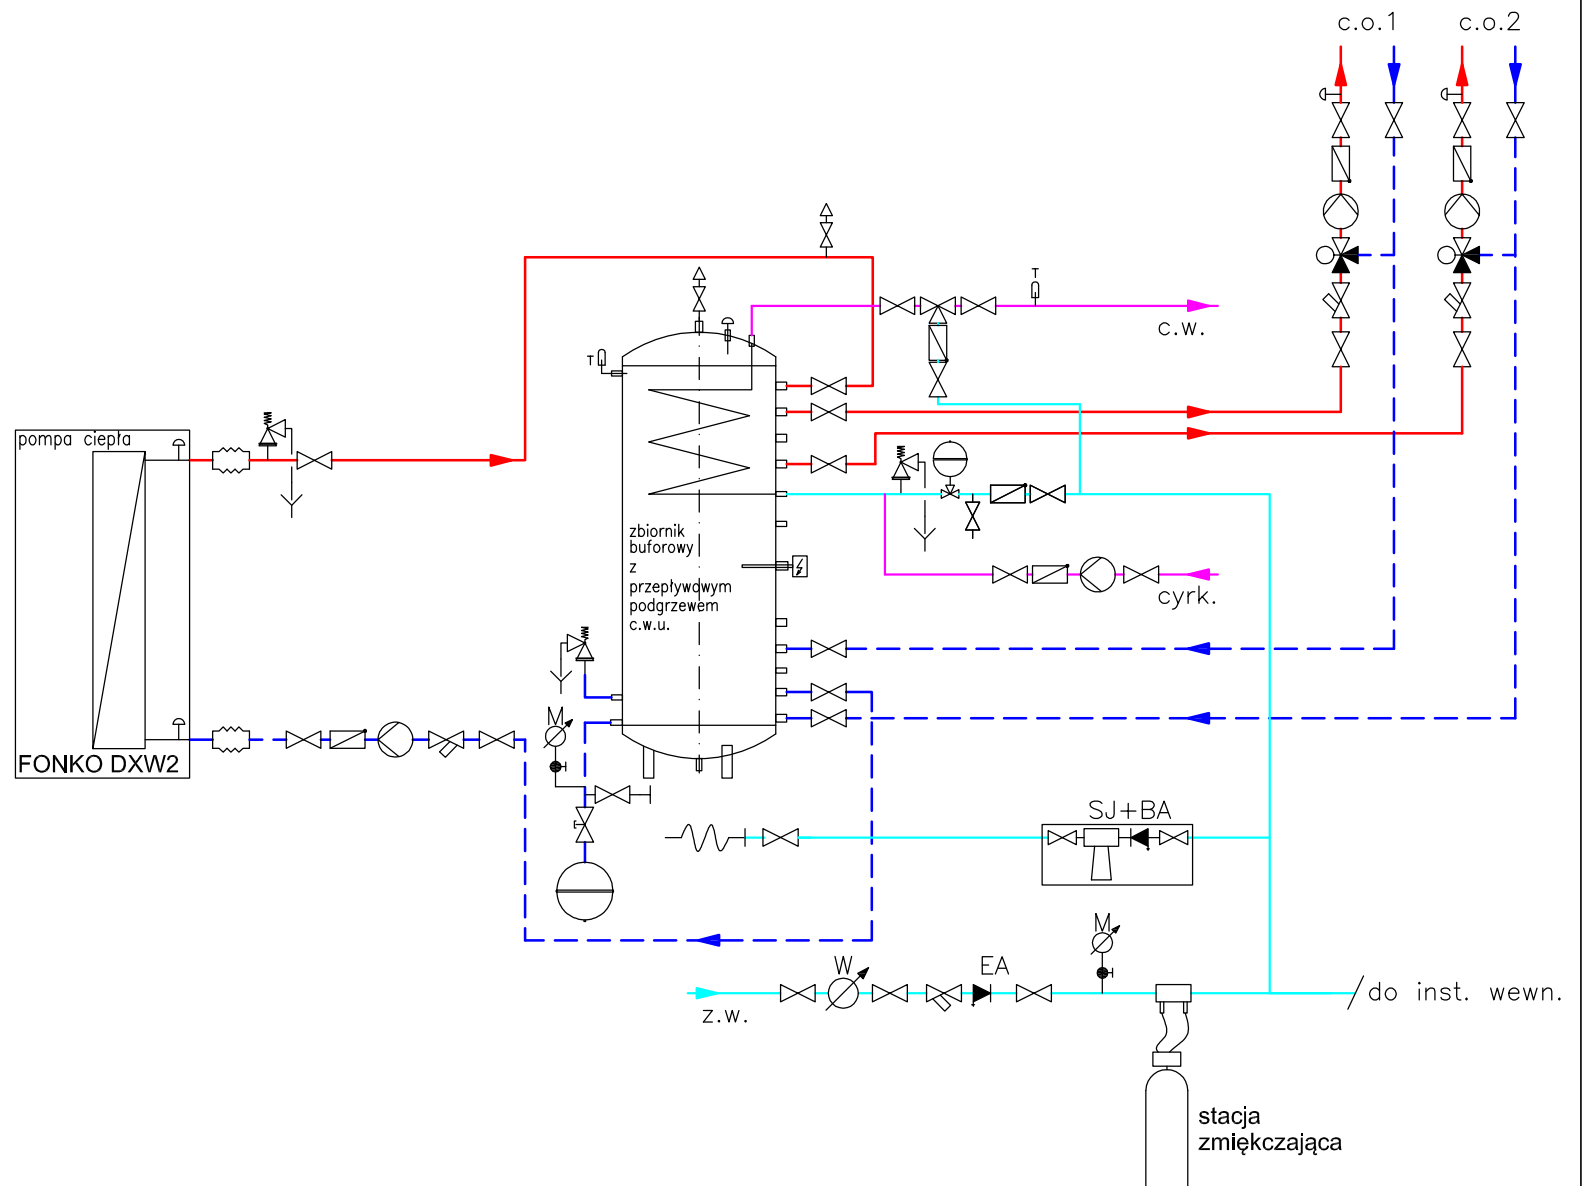 c.o.1
c.o.2
T
c.w.
T
pompa ciepła
zbiornik
buforowy
z
przepływowym
podgrzewem
c.w.u.
cyrk.
M
FONKO DXW2
SJ+BA
M
W
EA
z.w.
do inst. wewn.
stacja
zmiękczająca